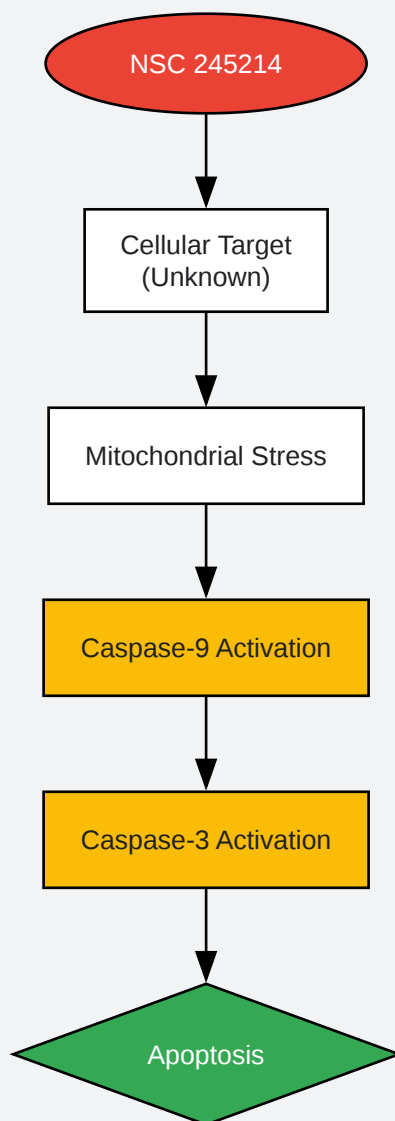 NSC 245214
Cellular Target
(Unknown)
Mitochondrial Stress
Caspase-9 Activation
Caspase-3 Activation
Apoptosis